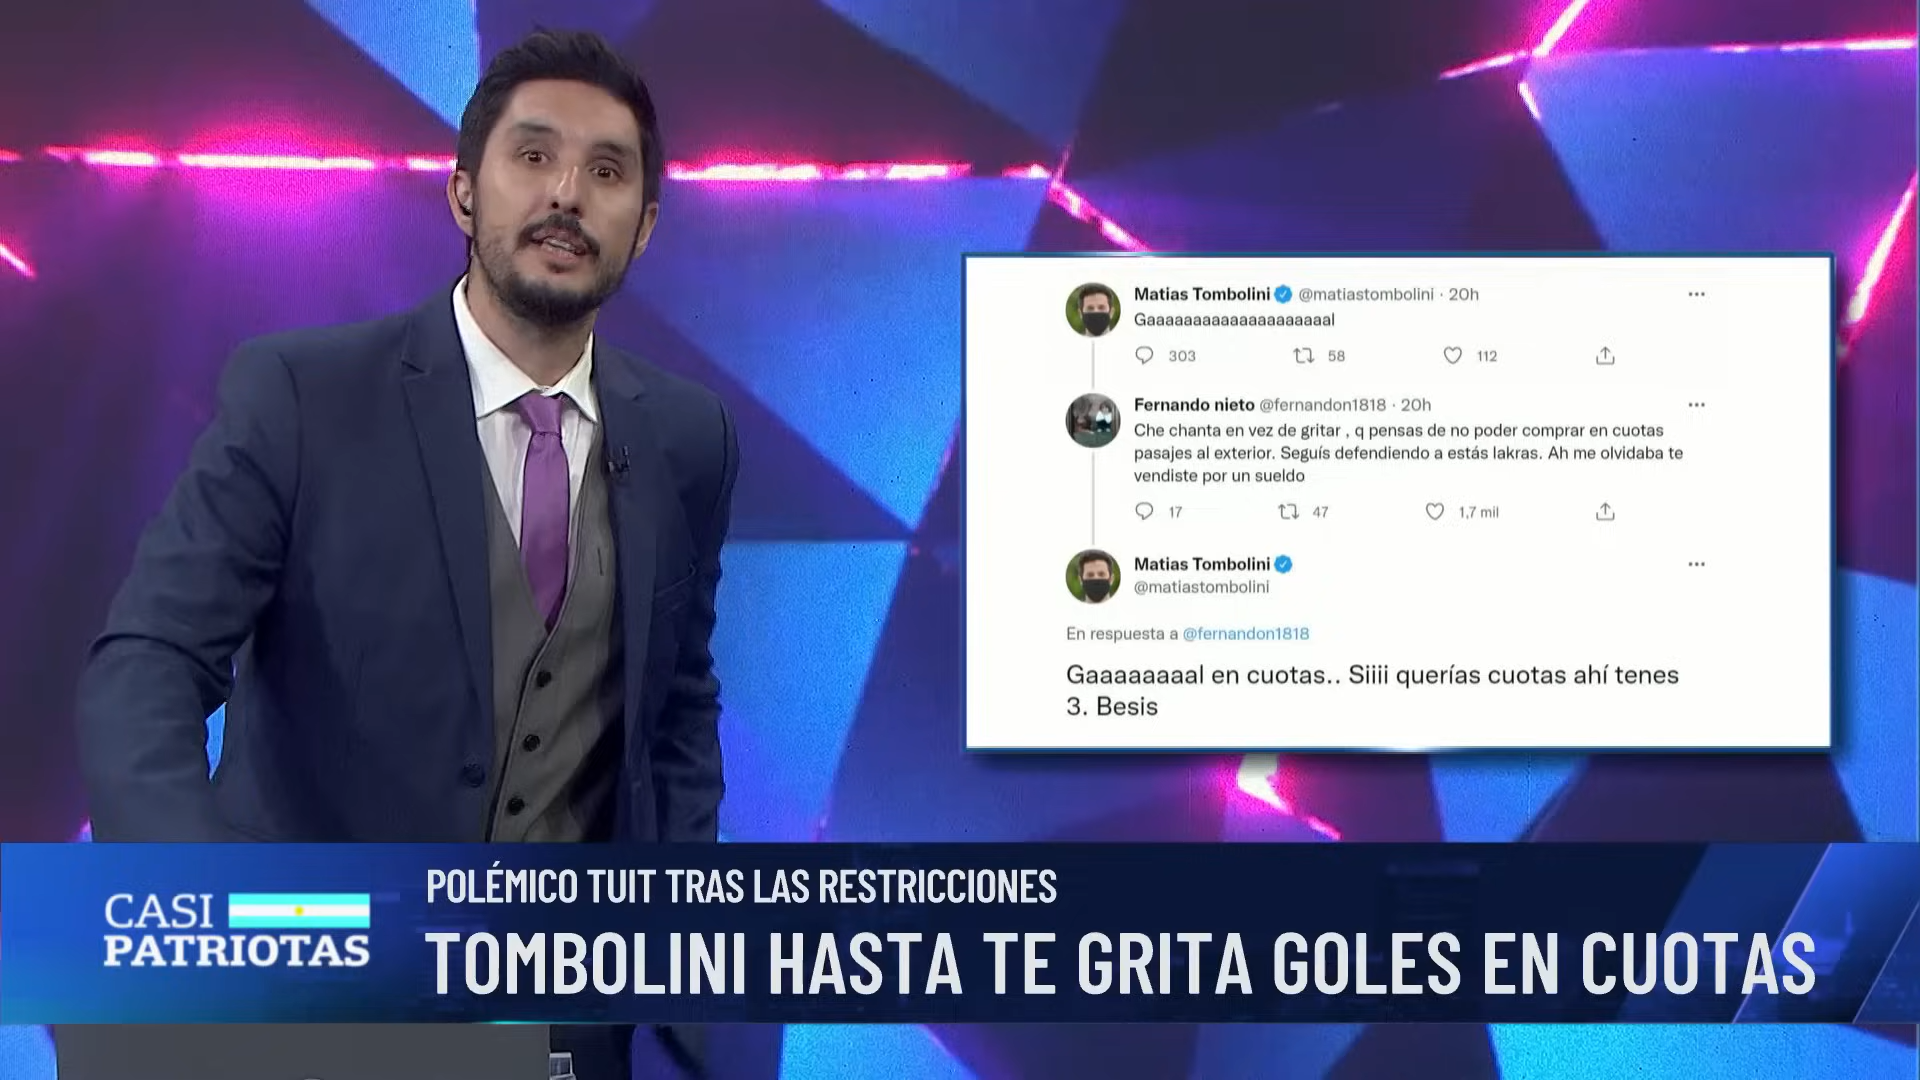 Matias Tombolini @matiastombolini · 20h
Gaaaaaaaaaaaaaaaaaaaal
303 58 112
Fernando nieto @fernandon1818 · 20h
Che chanta en vez de gritar , q pensas de no poder comprar en cuotas
pasajes al exterior. Seguís defendiendo a estás lakras. Ah me olvidaba te
vendiste por un sueldo
17 47 1,7 mil
Matias Tombolini
@matiastombolini
En respuesta a @fernandon1818
Gaaaaaaaal en cuotas.. Siiii querías cuotas ahí tenes
3. Besis
CASI
PATRIOTAS
POLÉMICO TUIT TRAS LAS RESTRICCIONES
TOMBOLINI HASTA TE GRITA GOLES EN CUOTAS